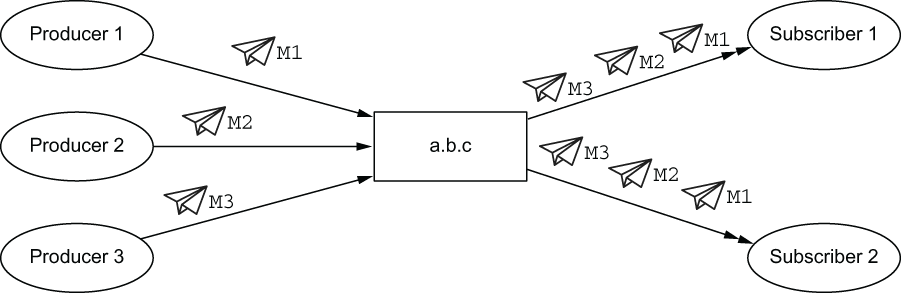 Producer 1
M1
M1
Subscriber 1
M2
M3
M2
Producer 2
a.b.c
M3
M2
M3
M1
Producer 3
Subscriber 2